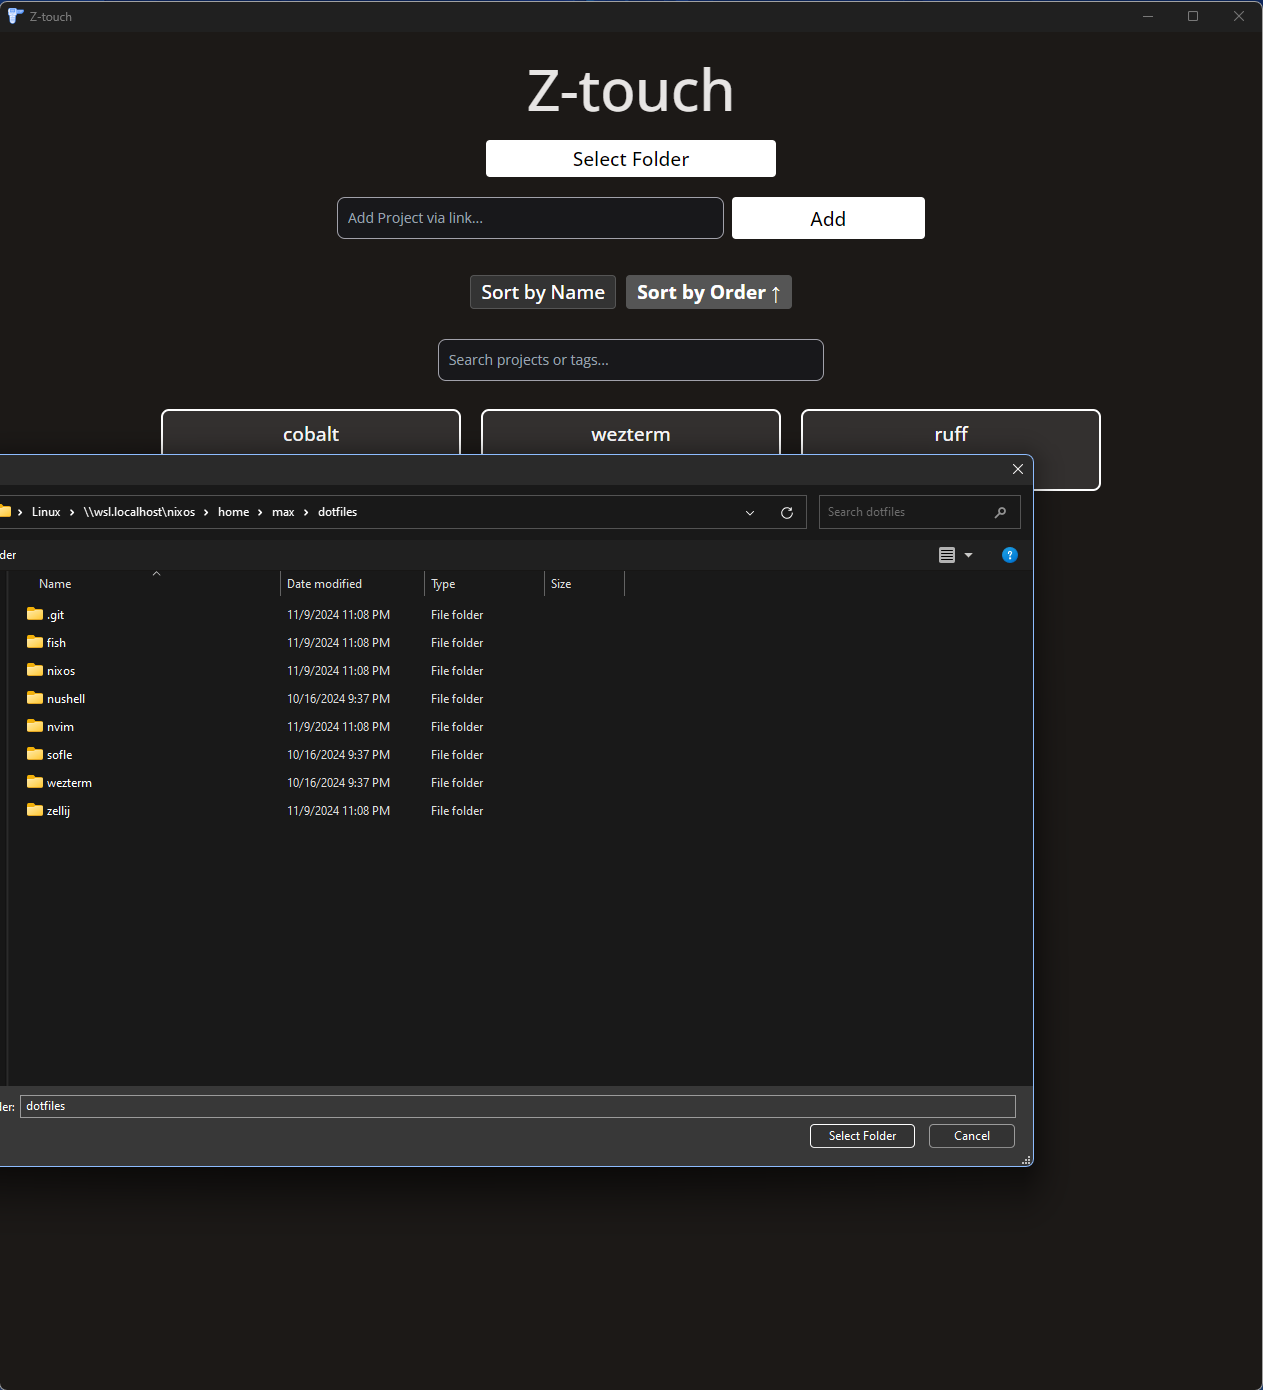 Z-touch
Z-touch
Select Folder
Add Project via link...
Add
Sort by Name
Sort by Order ↑
Search projects or tags...
cobalt
wezterm
ruff
Linux > \\wsl.localhost\nixos > home > max > dotfiles
Search dotfiles
der
Name
Date modified
Type
Size
.git 11/9/2024 11:08 PM File folder
fish 11/9/2024 11:08 PM File folder
nixos 11/9/2024 11:08 PM File folder
nushell 10/16/2024 9:37 PM File folder
nvim 11/9/2024 11:08 PM File folder
sofle 10/16/2024 9:37 PM File folder
wezterm 10/16/2024 9:37 PM File folder
zellij 11/9/2024 11:08 PM File folder
ler: dotfiles
Select Folder
Cancel